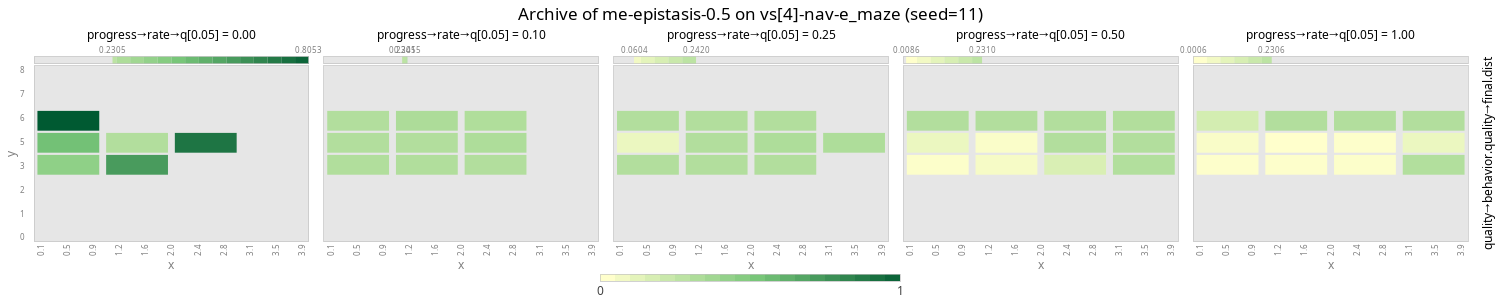 Archive of me-epistasis-0.5 on vs[4]-nav-e_maze (seed=11)
progress→rate→q[0.05] = 0.00
progress→rate→q[0.05] = 0.10
progress→rate→q[0.05] = 0.25
progress→rate→q[0.05] = 0.50
progress→rate→q[0.05] = 1.00
0.2305 0.8053
0.0604 0.2420
0.0086 0.2310
0.0006 0.2306
8
7
6
5
3
2
1
0
y
0.1 0.5 0.9 1.2 1.6 2.0 2.4 2.8 3.1 3.5 3.9
0.1 0.5 0.9 1.2 1.6 2.0 2.4 2.8 3.1 3.5 3.9
0.1 0.5 0.9 1.2 1.6 2.0 2.4 2.8 3.1 3.5 3.9
0.1 0.5 0.9 1.2 1.6 2.0 2.4 2.8 3.1 3.5 3.9
0.1 0.5 0.9 1.2 1.6 2.0 2.4 2.8 3.1 3.5 3.9
x
x
x
x
x
quality→behavior.quality→final.dist
0 1